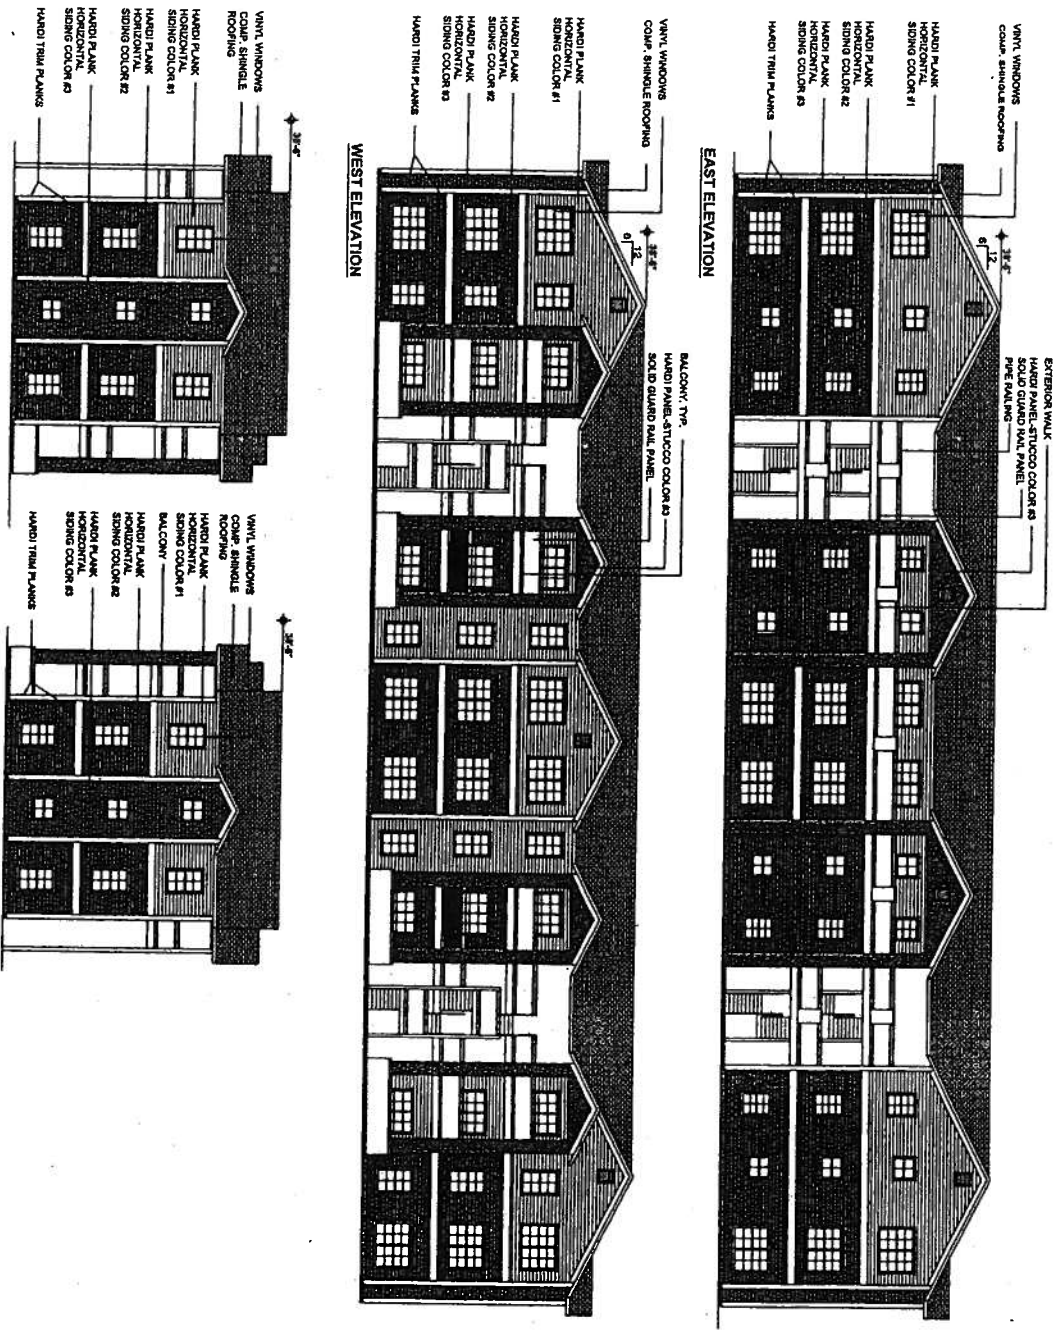 VINYL WINDOWS
COMP. SHINGLE ROOFING
HARDI PLANK
HORIZONTAL
SIDING COLOR #1
HARDI PLANK
HORIZONTAL
SIDING COLOR #2
HARDI PLANK
HORIZONTAL
SIDING COLOR #3
HARDI TRIM PLANKS
12
6
EXTERIOR WALK
HARDI PANEL-STUCCO COLOR #3
SOLID GUARD RAIL PANEL
PIPE RAILING
EAST ELEVATION
VINYL WINDOWS
COMP. SHINGLE ROOFING
HARDI PLANK
HORIZONTAL
SIDING COLOR #1
HARDI PLANK
HORIZONTAL
SIDING COLOR #2
HARDI PLANK
HORIZONTAL
SIDING COLOR #3
HARDI TRIM PLANKS
12
6
BALCONY, TYP.
HARDI PANEL-STUCCO COLOR #3
SOLID GUARD RAIL PANEL
WEST ELEVATION
VINYL WINDOWS
COMP. SHINGLE
ROOFING
HARDI PLANK
HORIZONTAL
SIDING COLOR #1
HARDI PLANK
HORIZONTAL
SIDING COLOR #2
HARDI PLANK
HORIZONTAL
SIDING COLOR #3
HARDI TRIM PLANKS
VINYL WINDOWS
COMP. SHINGLE
ROOFING
HARDI PLANK
HORIZONTAL
SIDING COLOR #1
BALCONY
HARDI PLANK
HORIZONTAL
SIDING COLOR #2
HARDI PLANK
HORIZONTAL
SIDING COLOR #3
HARDI TRIM PLANKS